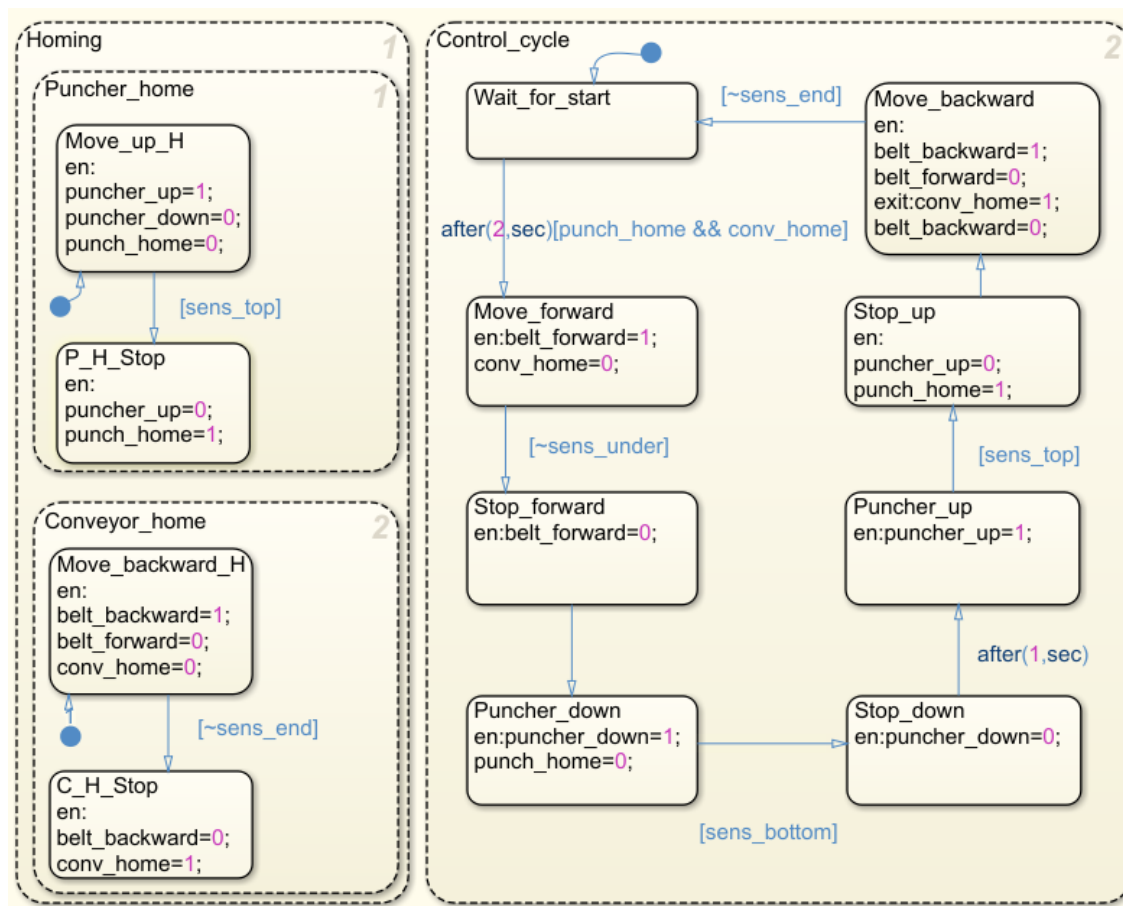 Homing
1
Puncher_home
1
Move_up_H
en:
puncher_up=1;
puncher_down=0;
punch_home=0;
[sens_top]
P_H_Stop
en:
puncher_up=0;
punch_home=1;
Conveyor_home
2
Move_backward_H
en:
belt_backward=1;
belt_forward=0;
conv_home=0;
[~sens_end]
C_H_Stop
en:
belt_backward=0;
conv_home=1;
Control_cycle
2
Wait_for_start
after(2,sec)[punch_home && conv_home]
Move_forward
en:belt_forward=1;
conv_home=0;
[~sens_under]
Stop_forward
en:belt_forward=0;
Puncher_down
en:puncher_down=1;
punch_home=0;
[sens_bottom]
Stop_down
en:puncher_down=0;
after(1,sec)
Puncher_up
en:puncher_up=1;
[sens_top]
Stop_up
en:
puncher_up=0;
punch_home=1;
Move_backward
en:
belt_backward=1;
belt_forward=0;
exit:conv_home=1;
belt_backward=0;
[~sens_end]